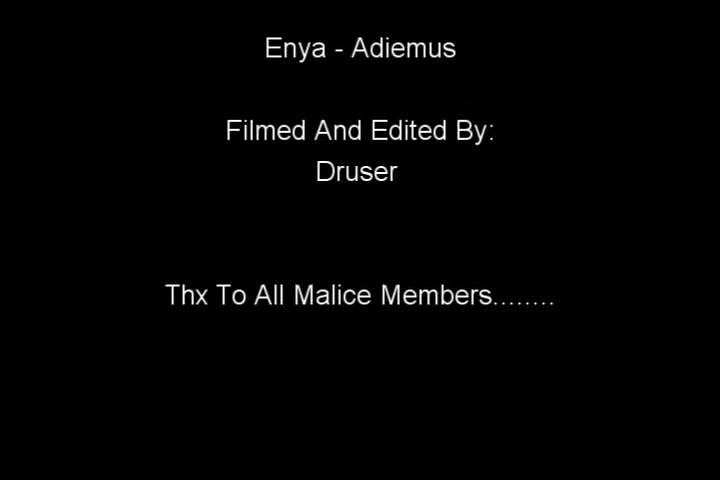 Enya - Adiemus
Filmed And Edited By:
Druser
Thx To All Malice Members........